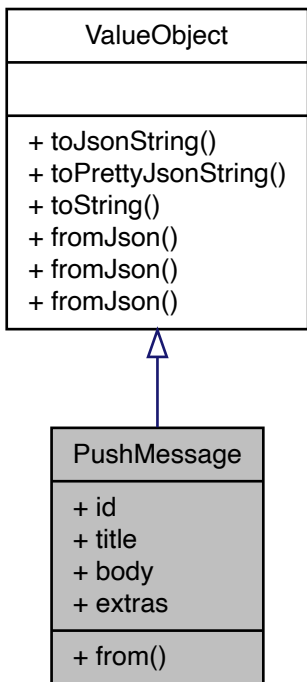 ValueObject
+ toJsonString()
+ toPrettyJsonString()
+ toString()
+ fromJson()
+ fromJson()
+ fromJson()
PushMessage
+ id
+ title
+ body
+ extras
+ from()